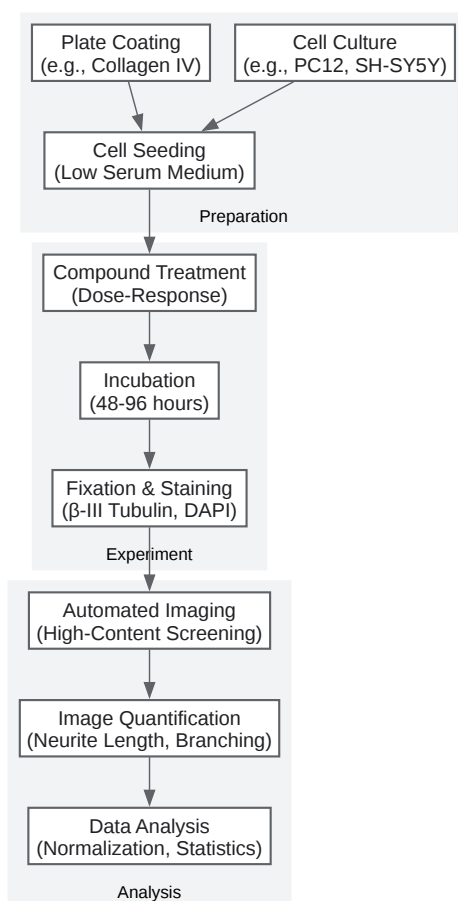 Plate Coating
(e.g., Collagen IV)
Cell Culture
(e.g., PC12, SH-SY5Y)
Cell Seeding
(Low Serum Medium)
Preparation
Compound Treatment
(Dose-Response)
Incubation
(48-96 hours)
Fixation & Staining
(β-III Tubulin, DAPI)
Experiment
Automated Imaging
(High-Content Screening)
Image Quantification
(Neurite Length, Branching)
Data Analysis
(Normalization, Statistics)
Analysis